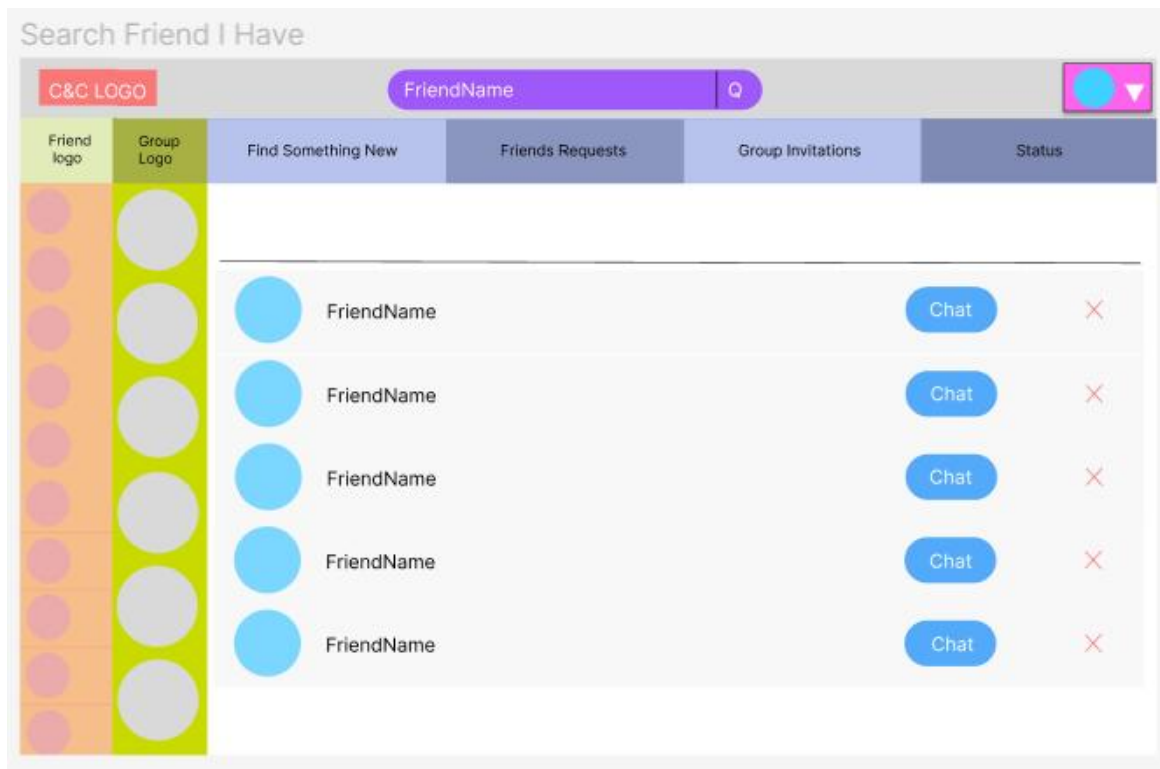 Search Friend I Have
C&C LOGO
FriendName
Q
Friend
logo
Group
Logo
Find Something New
Friends Requests
Group Invitations
Status
FriendName
Chat
FriendName
Chat
FriendName
Chat
FriendName
Chat
FriendName
Chat